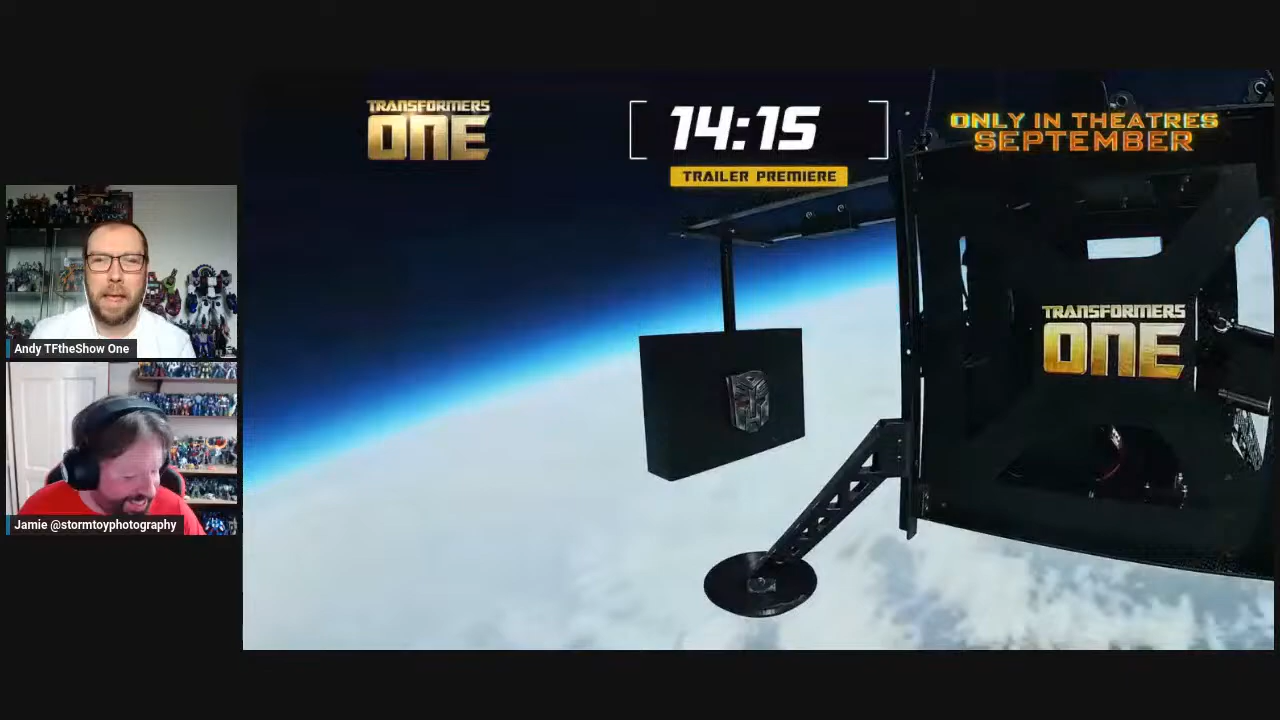 TRANSFORMERS
ONE
14:15
TRAILER PREMIERE
ONLY IN THEATRES
SEPTEMBER
TRANSFORMERS
ONE
Andy TFtheShow One
Jamie @stormtoyphotography